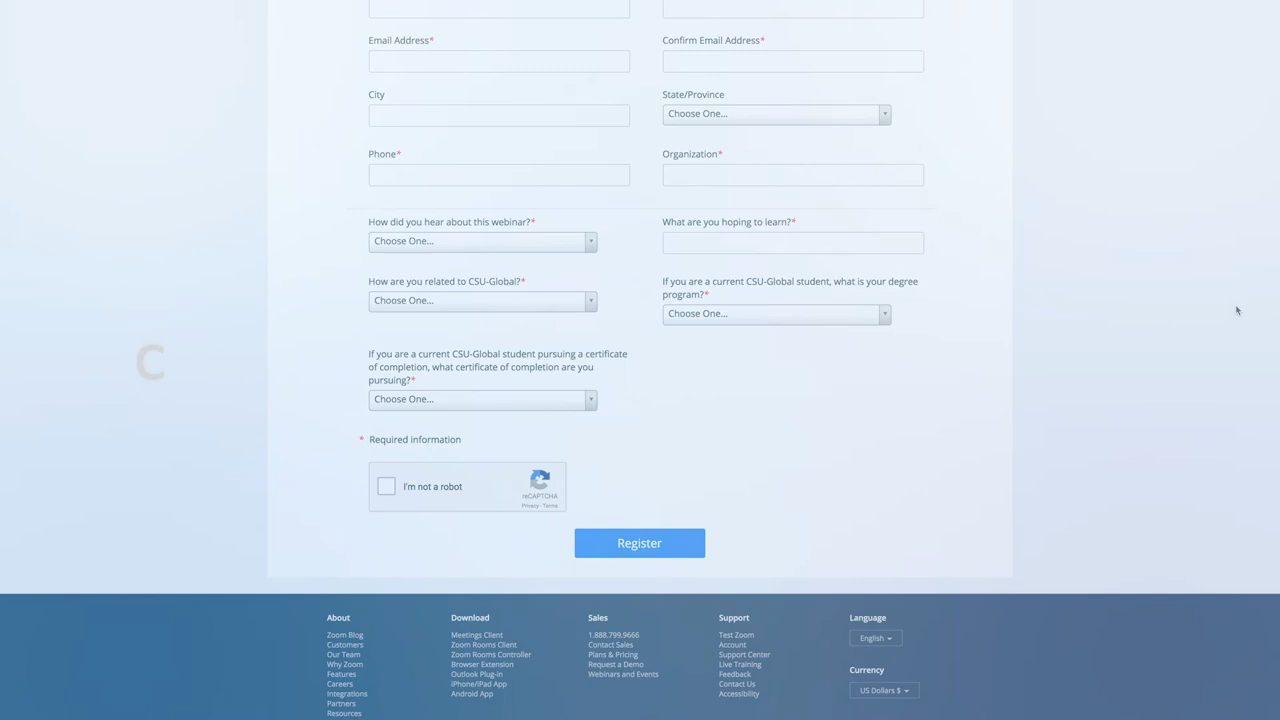 Email Address*
Confirm Email Address*
City
State/Province
Choose One...
Phone*
Organization*
How did you hear about this webinar?*
Choose One...
What are you hoping to learn?*
How are you related to CSU-Global?*
Choose One...
If you are a current CSU-Global student, what is your degree
program?*
Choose One...
C
If you are a current CSU-Global student pursuing a certificate
of completion, what certificate of completion are you
pursuing?*
Choose One...
* Required information
I'm not a robot
reCAPTCHA
Privacy - Terms
Register
About
Zoom Blog
Customers
Our Team
Why Zoom
Features
Careers
Integrations
Partners
Resources
Download
Meetings Client
Zoom Rooms Client
Zoom Rooms Controller
Browser Extension
Outlook Plug-in
iPhone/iPad App
Android App
Sales
1.888.799.9666
Contact Sales
Plans & Pricing
Request a Demo
Webinars and Events
Support
Test Zoom
Account
Support Center
Live Training
Feedback
Contact Us
Accessibility
Language
English
Currency
US Dollars $